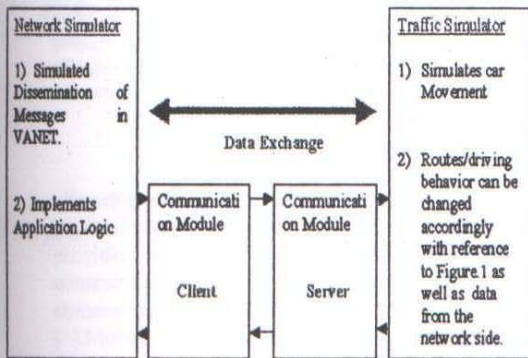 Network Simulator
1) Simulated
Dissemination of
Messages in
VANET.
2) Implements
Application Logic
Data Exchange
Communicati
on Module
Client
Communicati
on Module
Server
Traffic Simulator
1) Simulates car
Movement
2) Routes/driving
behavior can be
changed
accordingly
with reference
to Figure.1 as
well as data
from the
network side.